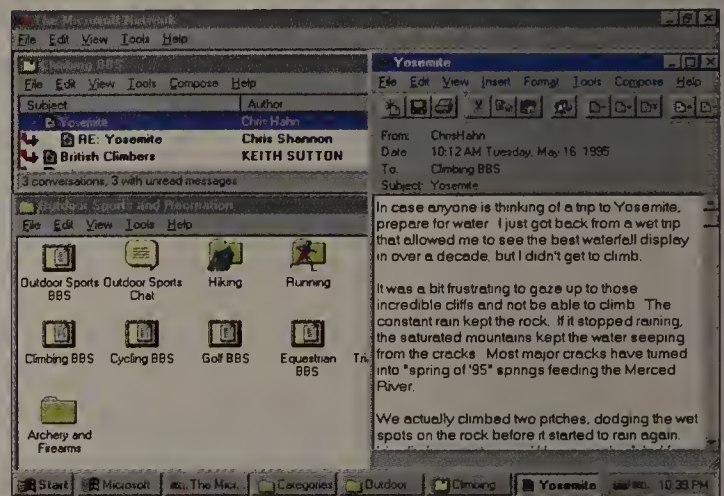 The Microsoft Network
File Edit View Tools Help
Climbing BBS
File Edit View Tools Compose Help
Subject Author
Yosemite Chris Hahn
RE: Yosemite Chris Shannon
British Climbers KEITH SUTTON
3 conversations, 3 with unread messages
Outdoor Sports and Recreation
File Edit View Tools Help
Outdoor Sports BBS
Outdoor Sports Chat
Hiking
Running
Climbing BBS
Cycling BBS
Golf BBS
Equestrian BBS
Tri
Archery and Firearms
Yosemite
File Edit View Insert Format Tools Compose Help
From: ChrisHahn
Date 10:12 AM Tuesday, May 16 1995
To: Climbing BBS
Subject Yosemite
In case anyone is thinking of a trip to Yosemite,
prepare for water I just got back from a wet trip
that allowed me to see the best waterfall display
in over a decade, but I didn't get to climb.
It was a bit frustrating to gaze up to those
incredible cliffs and not be able to climb The
constant rain kept the rock. If it stopped raining,
the saturated mountains kept the water seeping
from the cracks Most major cracks have turned
into "spring of '95" springs feeding the Merced
River.
We actually climbed two pitches, dodging the wet
spots on the rock before it started to rain again.
Start Microsoft The Micr. Categories Outdoor Climbing Yosemite 10:39 PM